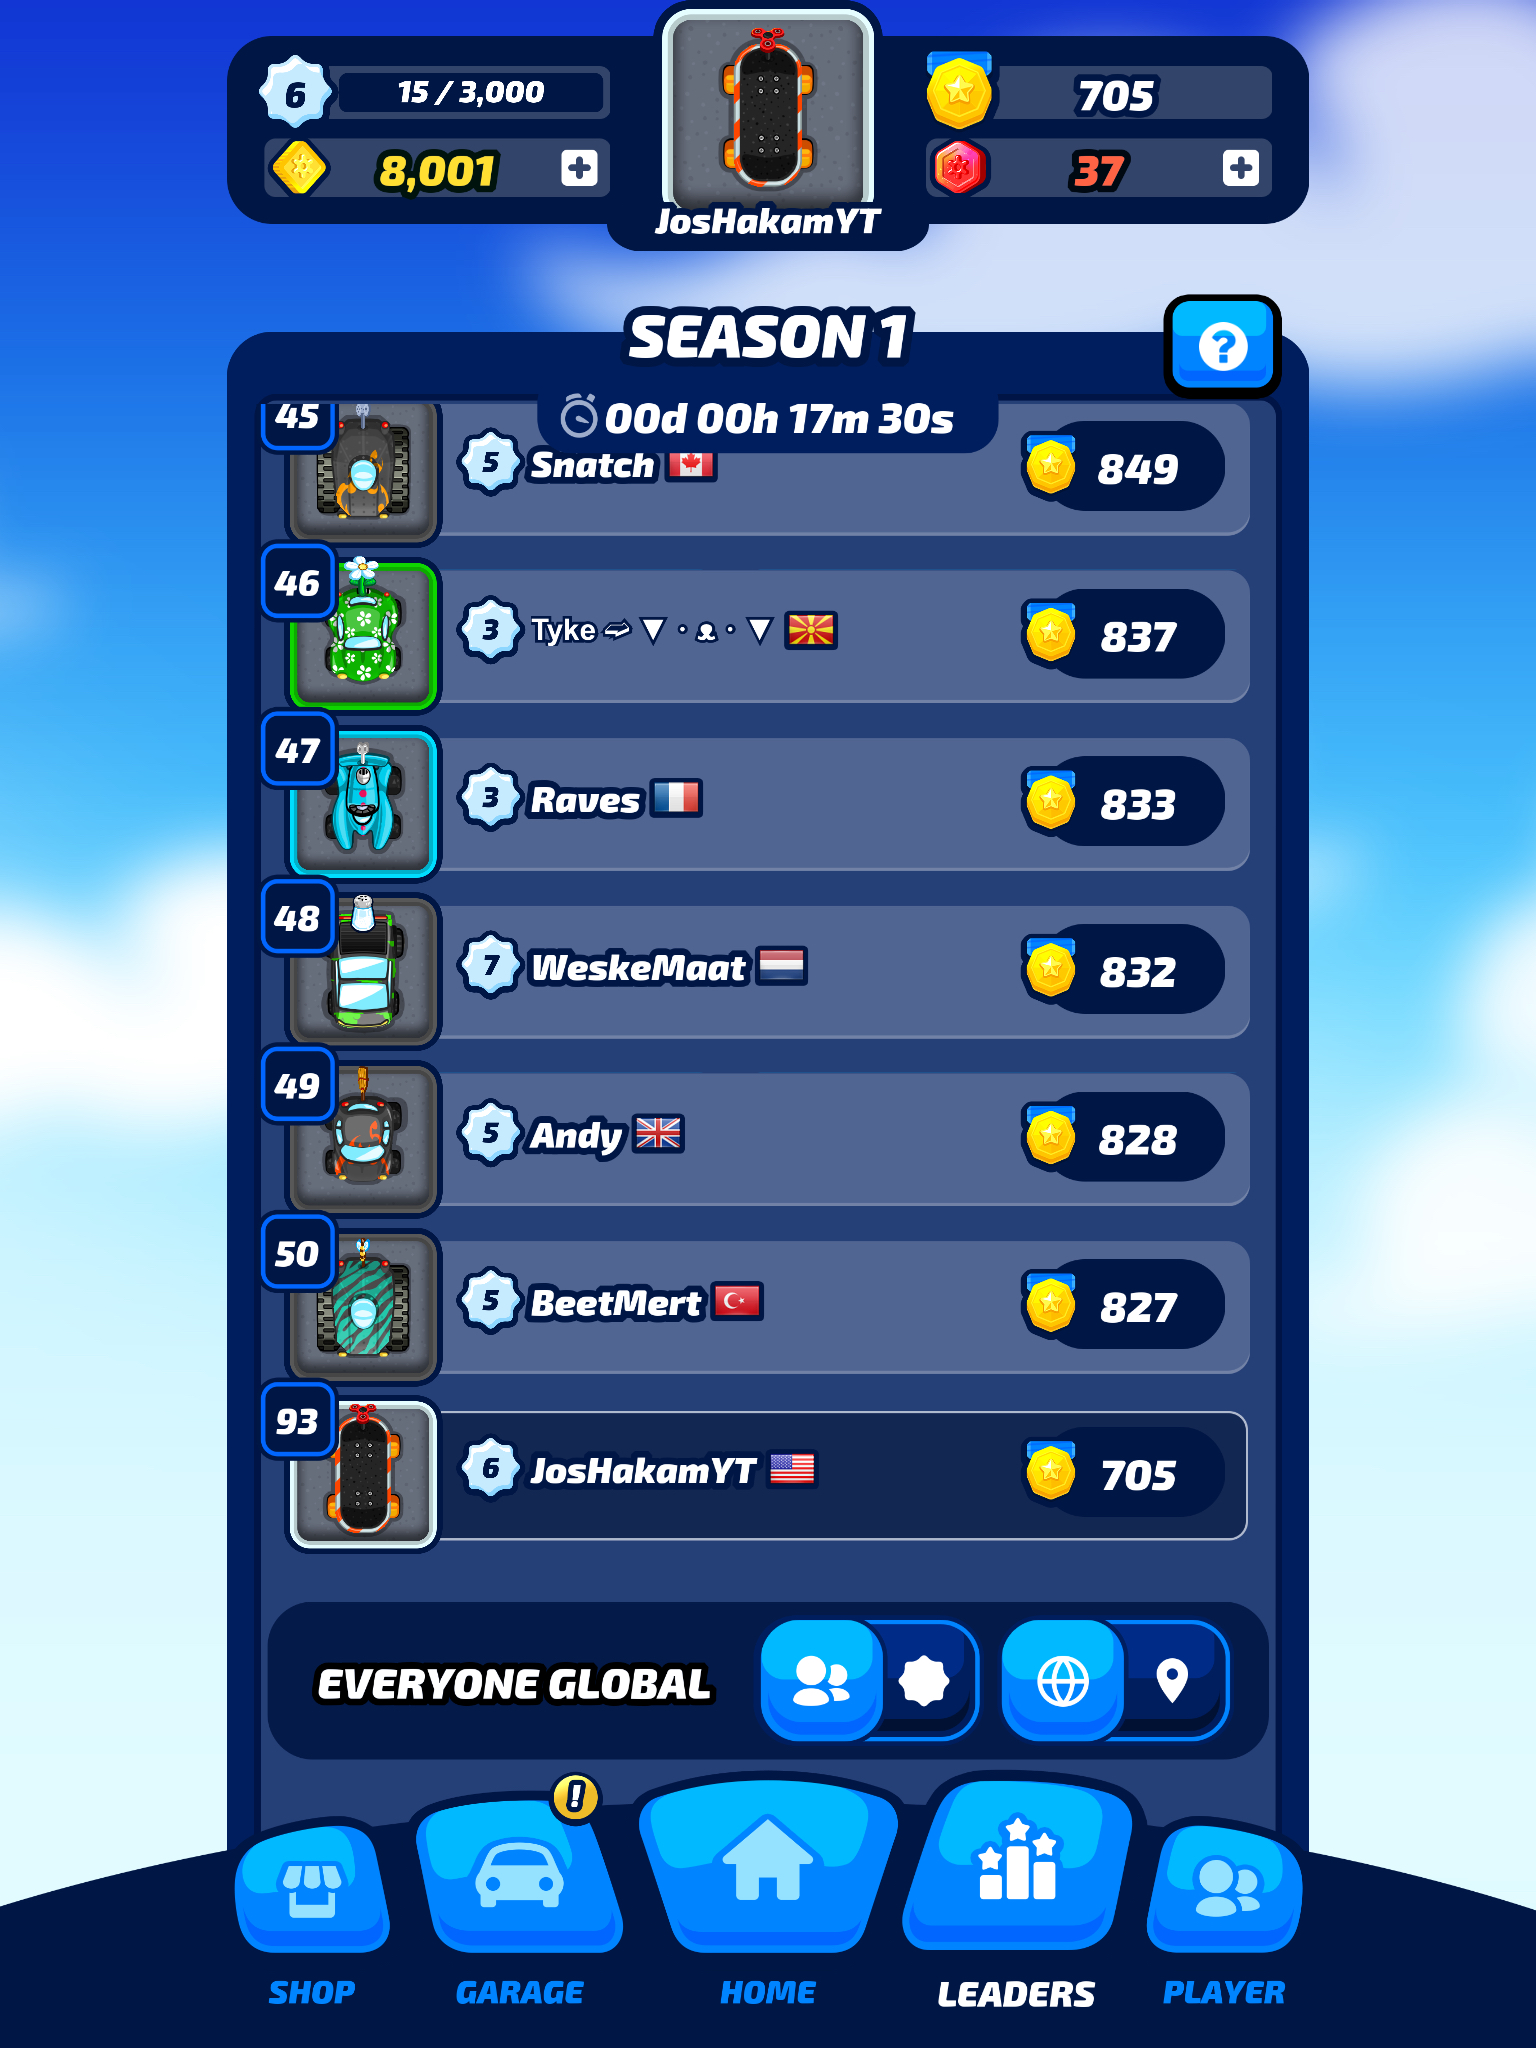 6 15 / 3,000 705
8,001 37
JosHakamYT
SEASON 1
00d 00h 17m 30s
45 5 Snatch 849
46 3 Tyke ➫ ▼・ᴥ・▼ 837
47 3 Raves 833
48 7 WeskeMaat 832
49 5 Andy 828
50 5 BeetMert 827
93 6 JosHakamYT 705
EVERYONE GLOBAL
SHOP GARAGE HOME LEADERS PLAYER